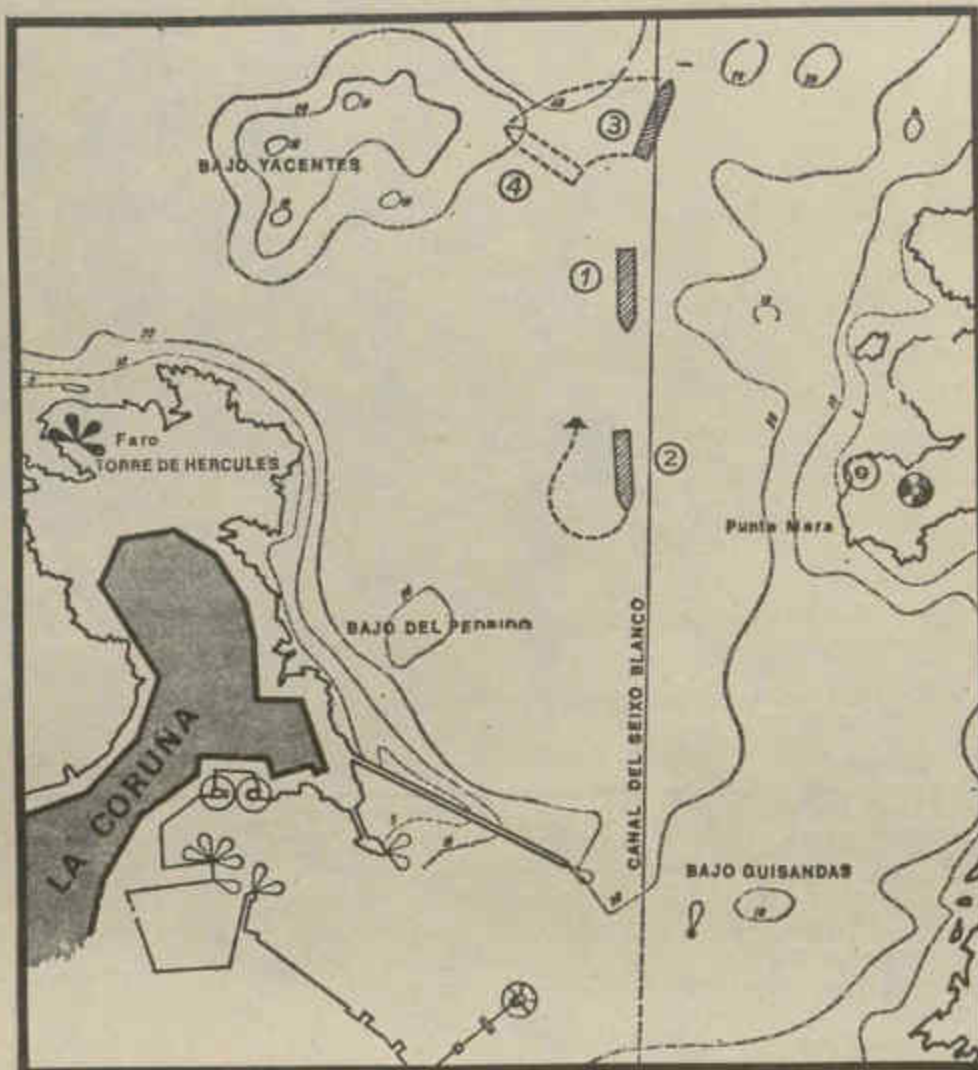 BAJO YACENTES
3
4
1
2
Faro
TORRE DE HERCULES
Punta Mera
BAJO DEL
CANAL DEL SEIXO BLANCO
LA CORUNA
BAJO GUISANDAS